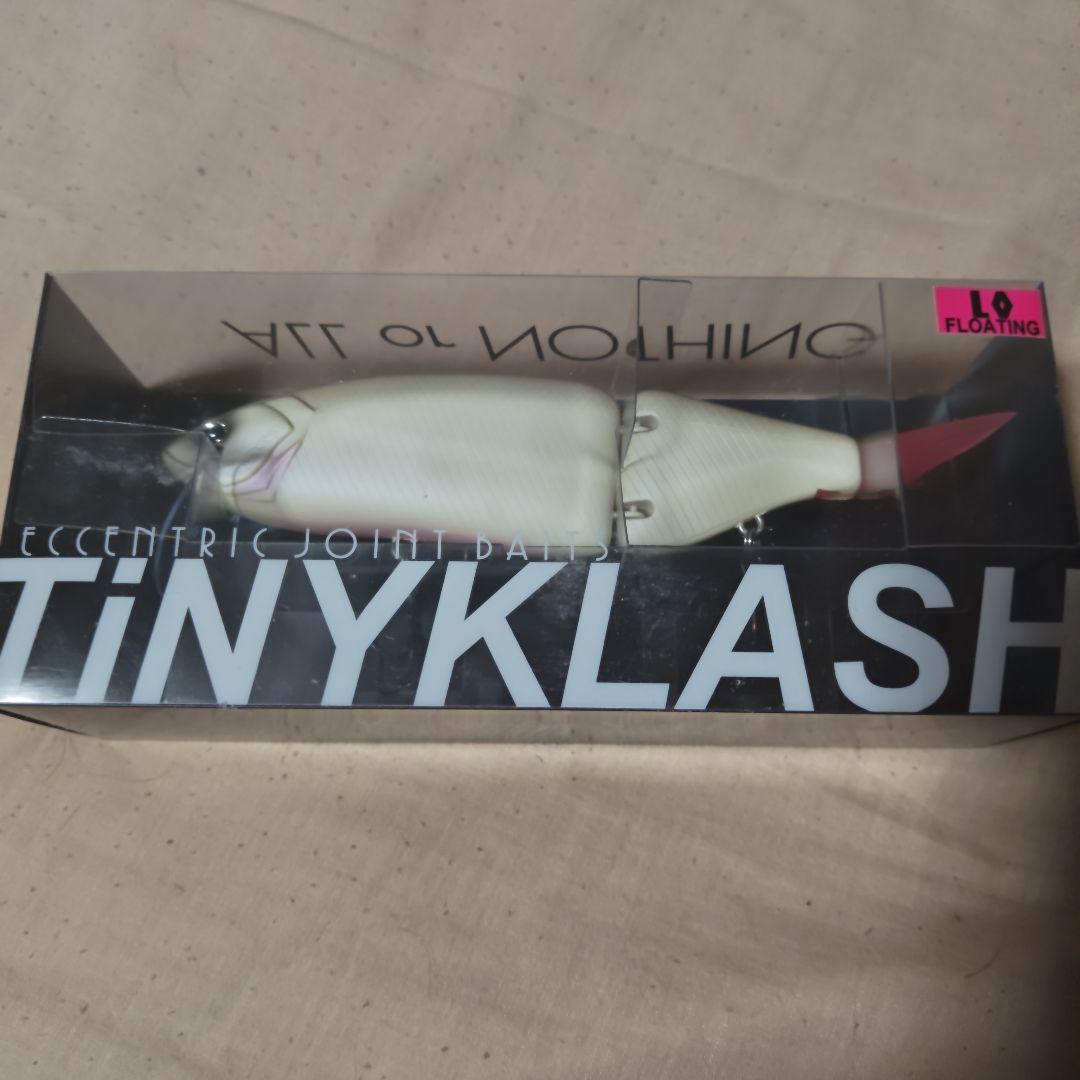 ALL or NOTHING
LO
FLOATING
ECCENTRIC JOINT BAITS
TiNYKLASH